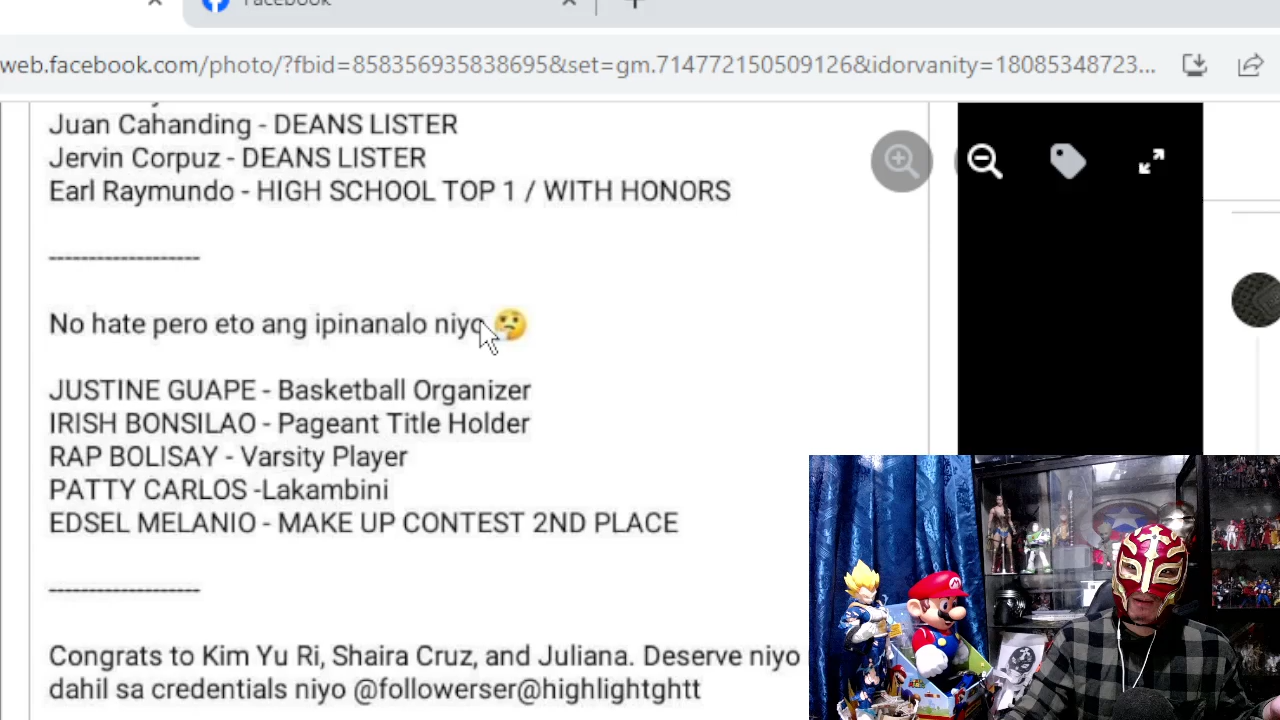 Facebook
web.facebook.com/photo/?fbid=858356935838695&set=gm.714772150509126&idorvanity=18085348723...
Juan Cahanding - DEANS LISTER
Jervin Corpuz - DEANS LISTER
Earl Raymundo - HIGH SCHOOL TOP 1 / WITH HONORS
-------------------
No hate pero eto ang ipinanalo niyo 🤔
JUSTINE GUAPE - Basketball Organizer
IRISH BONSILAO - Pageant Title Holder
RAP BOLISAY - Varsity Player
PATTY CARLOS -Lakambini
EDSEL MELANIO - MAKE UP CONTEST 2ND PLACE
-------------------
Congrats to Kim Yu Ri, Shaira Cruz, and Juliana. Deserve niyo
dahil sa credentials niyo @followerser@highlightghtt